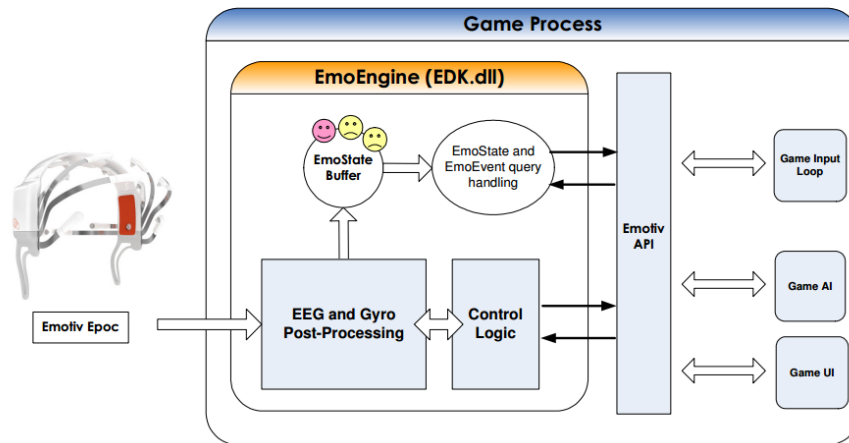 Game Process
EmoEngine (EDK.dll)
EmoState
Buffer
EmoState and
EmoEvent query
handling
Game Input
Loop
Emotiv
API
Game AI
EEG and Gyro
Post-Processing
Control
Logic
Emotiv Epoc
Game UI